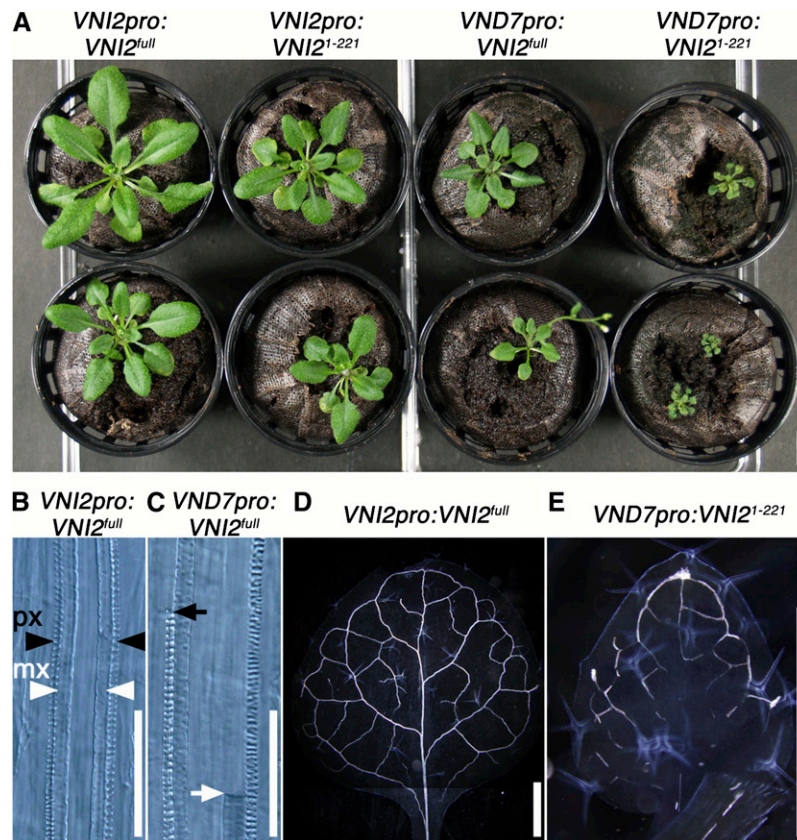 A VNI2pro: VNI2pro: VND7pro: VND7pro:
VNI2full VNI21-221 VNI2full VNI21-221
B VNI2pro: C VND7pro: D VNI2pro:VNI2full E VND7pro:VNI21-221
VNI2full VNI2full
px
mx